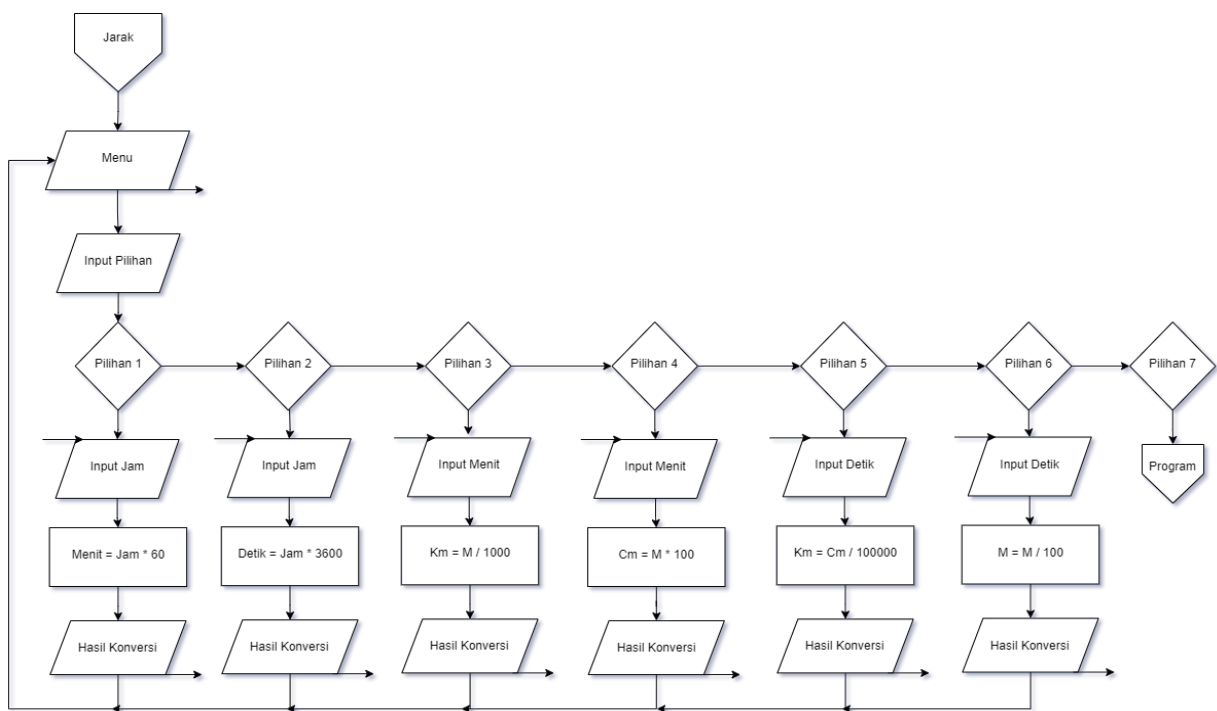 Jarak
Menu
Input Pilihan
Pilihan 1
Pilihan 2
Pilihan 3
Pilihan 4
Pilihan 5
Pilihan 6
Pilihan 7
Input Jam
Input Jam
Input Menit
Input Menit
Input Detik
Input Detik
Program
Menit = Jam * 60
Detik = Jam * 3600
Km = M / 1000
Cm = M * 100
Km = Cm / 100000
M = M / 100
Hasil Konversi
Hasil Konversi
Hasil Konversi
Hasil Konversi
Hasil Konversi
Hasil Konversi